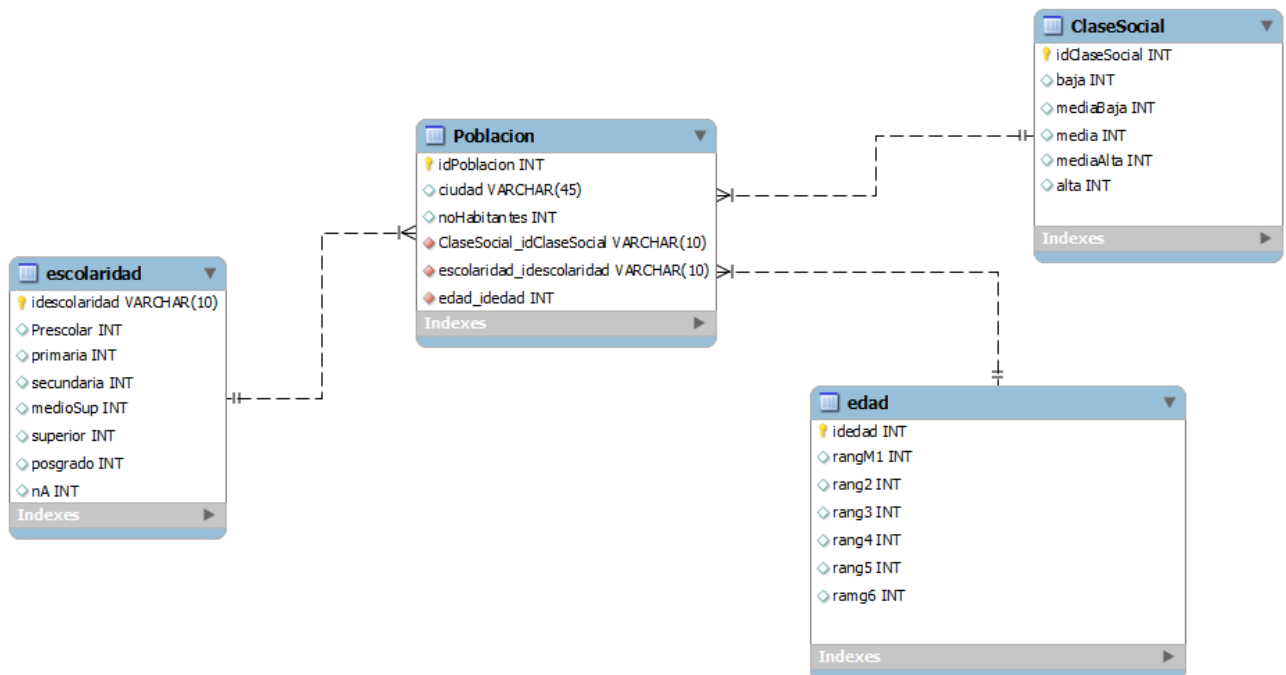 ClaseSocial
idClaseSocial INT
baja INT
mediaBaja INT
media INT
mediaAlta INT
alta INT
Indexes
Poblacion
idPoblacion INT
ciudad VARCHAR(45)
noHabitantes INT
ClaseSocial_idClaseSocial VARCHAR(10)
escolaridad_idescolaridad VARCHAR(10)
edad_idedad INT
Indexes
escolaridad
idescolaridad VARCHAR(10)
Prescolar INT
primaria INT
secundaria INT
medioSup INT
superior INT
posgrado INT
nA INT
Indexes
edad
idedad INT
rangM1 INT
rang2 INT
rang3 INT
rang4 INT
rang5 INT
ramg6 INT
Indexes